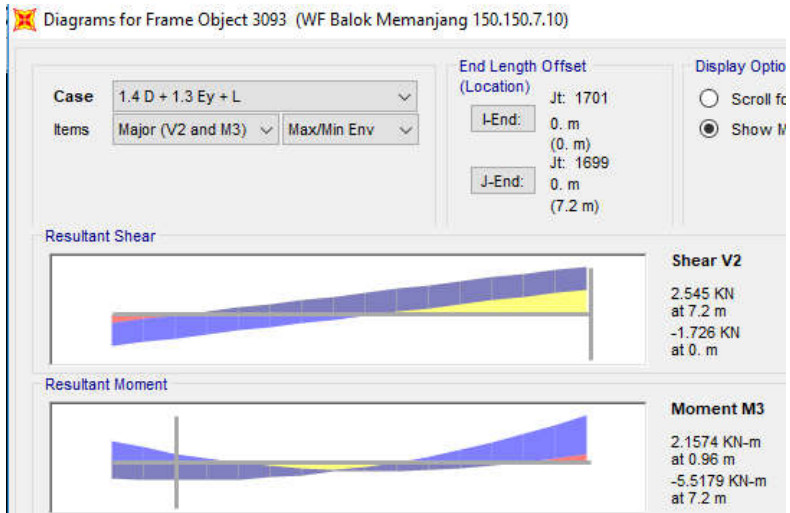 Diagrams for Frame Object 3093 (WF Balok Memanjang 150.150.7.10)
Case 1.4 D + 1.3 Ey + L
Items Major (V2 and M3) Max/Min Env
End Length Offset
(Location)
I-End:
Jt: 1701
0. m
(0. m)
J-End:
Jt: 1699
0. m
(7.2 m)
Display Optio
Scroll fo
Show M
Resultant Shear
Shear V2
2.545 KN
at 7.2 m
-1.726 KN
at 0. m
Resultant Moment
Moment M3
2.1574 KN-m
at 0.96 m
-5.5179 KN-m
at 7.2 m